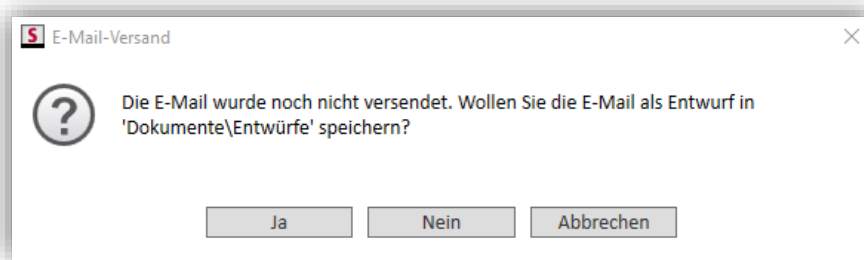 S E-Mail-Versand
Die E-Mail wurde noch nicht versendet. Wollen Sie die E-Mail als Entwurf in
'Dokumente\Entwürfe' speichern?
Ja Nein Abbrechen